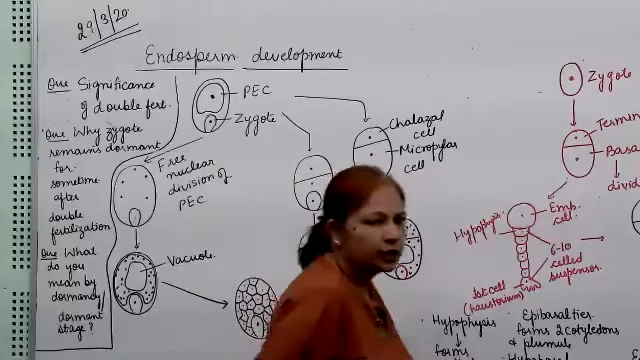 29/3/20
Endosperm development
Que Significance
of double fert.
Que Why zygote
remains dormant
for
sometime
after
double
fertilization
Que What
do you
mean by
dormancy/
dormant
stage?
PEC
Zygote
Free
nuclear
division of
PEC
Vacuole
Chalazal
cell
Micropylar
cell
Zygote
Termin
Basa
divid
Hypophysis
Emb.
cell
6-10
celled
suspensor
Ist cell
(haustorium)
Hypophysis
forms
Epibasal tier
forms 2 cotyledons
& plumule